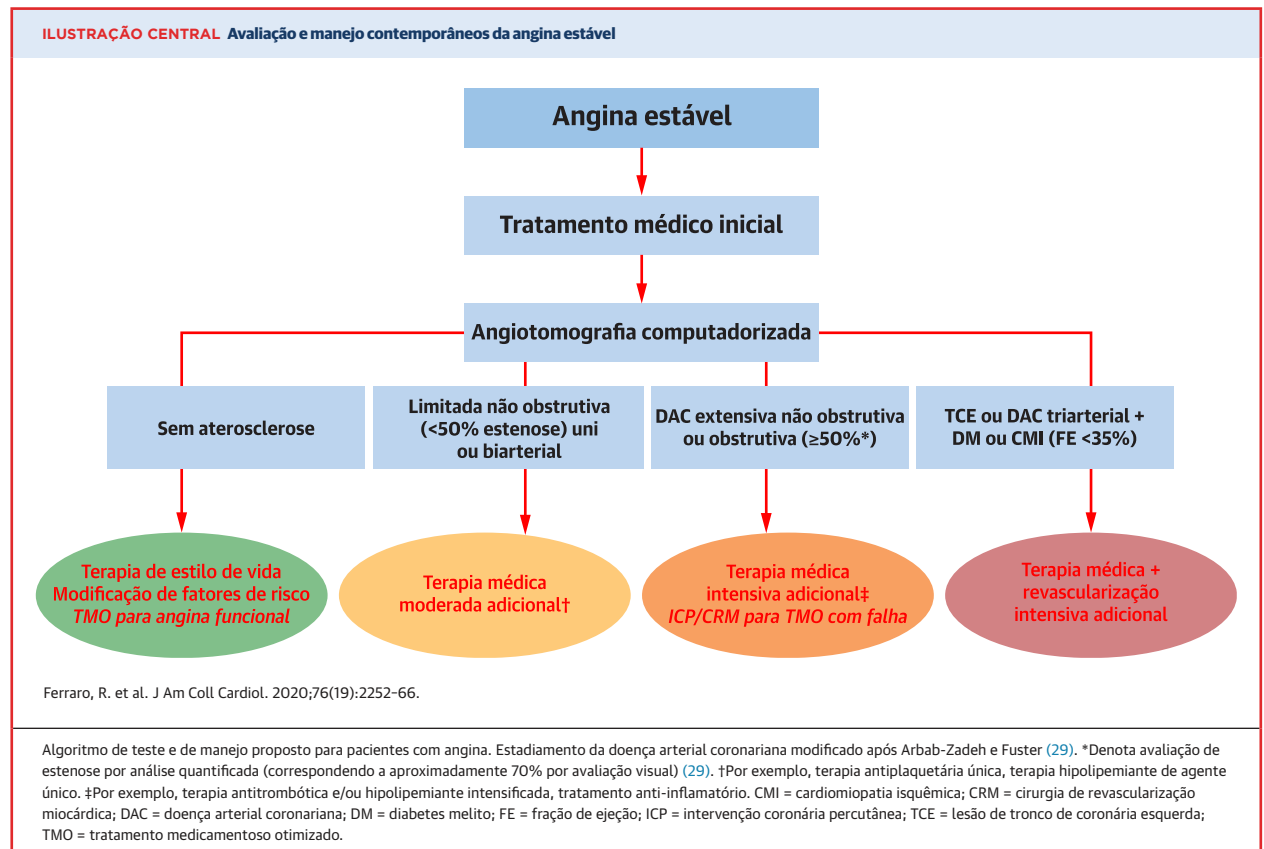 ILUSTRAÇÃO CENTRAL Avaliação e manejo contemporâneos da angina estável
Angina estável
Tratamento médico inicial
Angiotomografia computadorizada
Sem aterosclerose
Limitada não obstrutiva
(<50% estenose) uni
ou biarterial
DAC extensiva não obstrutiva
ou obstrutiva (≥50%*)
TCE ou DAC triarterial +
DM ou CMI (FE <35%)
Terapia de estilo de vida
Modificação de fatores de risco
TMO para angina funcional
Terapia médica
moderada adicional†
Terapia médica
intensiva adicional‡
ICP/CRM para TMO com falha
Terapia médica +
revascularização
intensiva adicional
Ferraro, R. et al. J Am Coll Cardiol. 2020;76(19):2252-66.
Algoritmo de teste e de manejo proposto para pacientes com angina. Estadiamento da doença arterial coronariana modificado após Arbab-Zadeh e Fuster (29). *Denota avaliação de
estenose por análise quantificada (correspondendo a aproximadamente 70% por avaliação visual) (29). †Por exemplo, terapia antiplaquetária única, terapia hipolipemiante de agente
único. ‡Por exemplo, terapia antitrombótica e/ou hipolipemiante intensificada, tratamento anti-inflamatório. CMI = cardiomiopatia isquêmica; CRM = cirurgia de revascularização
miocárdica; DAC = doença arterial coronariana; DM = diabetes melito; FE = fração de ejeção; ICP = intervenção coronária percutânea; TCE = lesão de tronco de coronária esquerda;
TMO = tratamento medicamentoso otimizado.